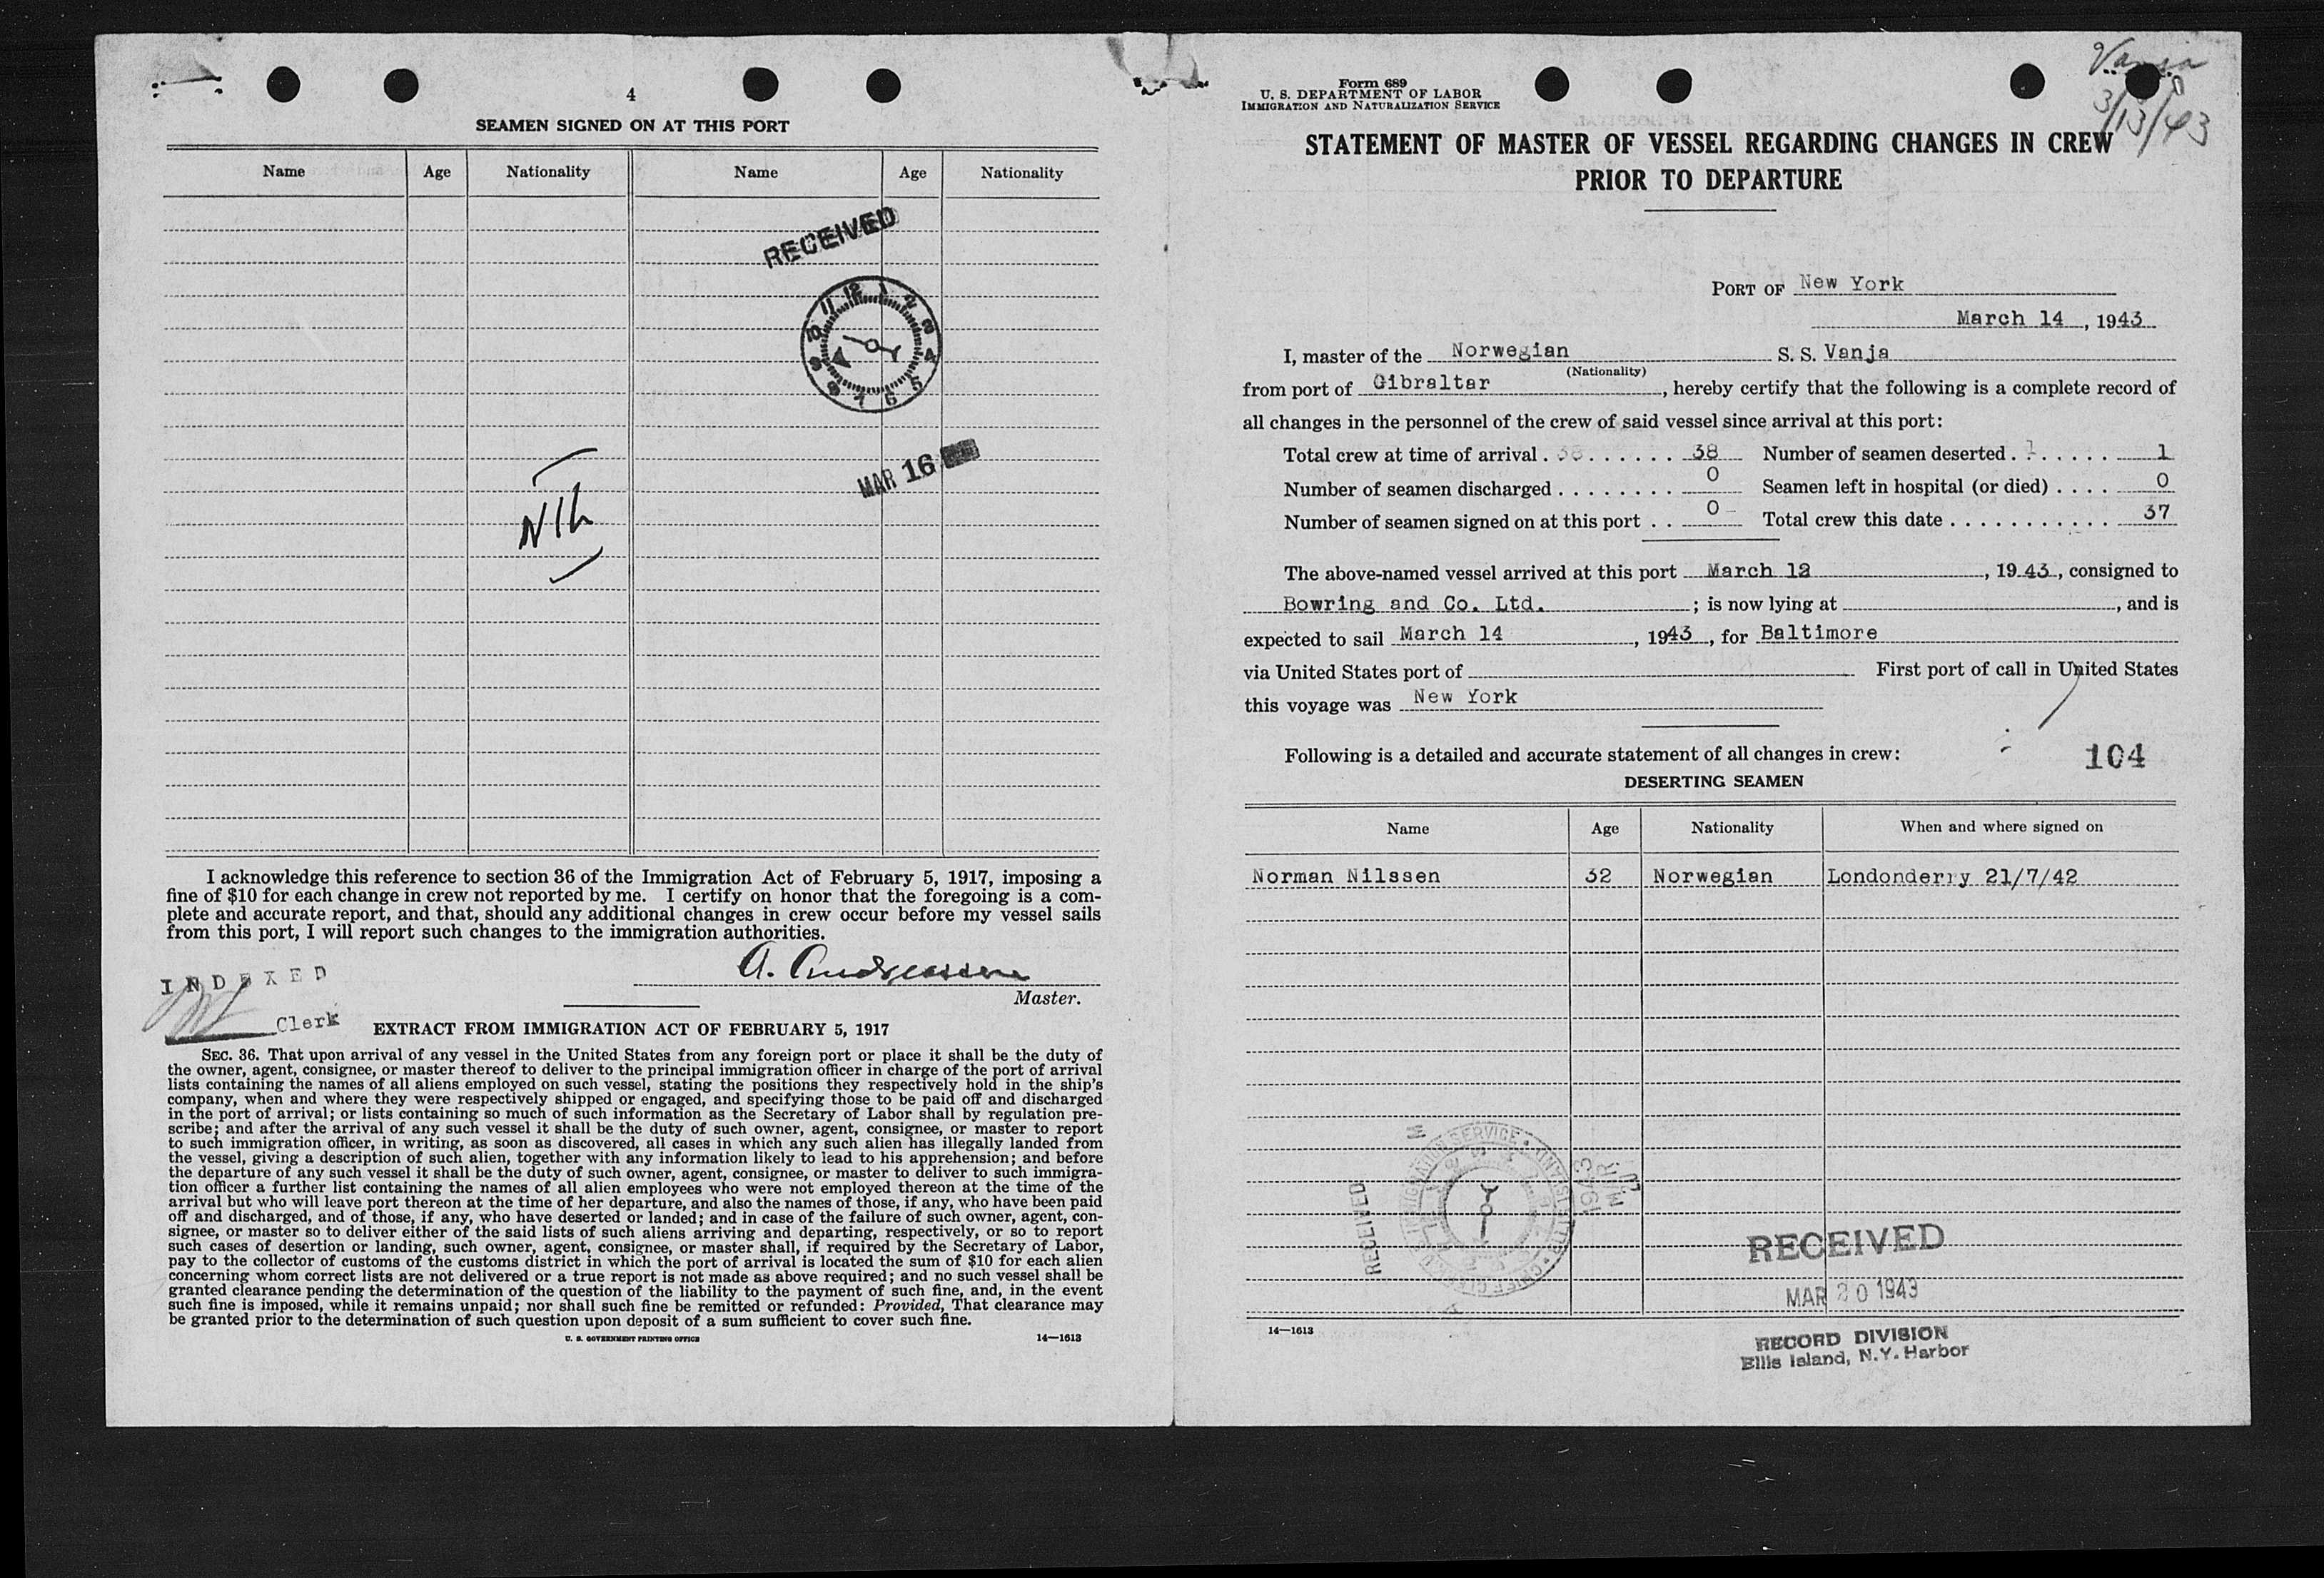 4
SEAMEN SIGNED ON AT THIS PORT
Name Age Nationality Name Age Nationality
RECEIVED
12 1 2 3 4 5 6 7 8 9 10 11
MAR 16
NIL
I acknowledge this reference to section 36 of the Immigration Act of February 5, 1917, imposing a
fine of $10 for each change in crew not reported by me. I certify on honor that the foregoing is a com-
plete and accurate report, and that, should any additional changes in crew occur before my vessel sails
from this port, I will report such changes to the immigration authorities.
A. Andreassen
Master.
INDEXED
Clerk
EXTRACT FROM IMMIGRATION ACT OF FEBRUARY 5, 1917
SEC. 36. That upon arrival of any vessel in the United States from any foreign port or place it shall be the duty of
the owner, agent, consignee, or master thereof to deliver to the principal immigration officer in charge of the port of arrival
lists containing the names of all aliens employed on such vessel, stating the positions they respectively hold in the ship's
company, when and where they were respectively shipped or engaged, and specifying those to be paid off and discharged
in the port of arrival; or lists containing so much of such information as the Secretary of Labor shall by regulation pre-
scribe; and after the arrival of any such vessel it shall be the duty of such owner, agent, consignee, or master to report
to such immigration officer, in writing, as soon as discovered, all cases in which any such alien has illegally landed from
the vessel, giving a description of such alien, together with any information likely to lead to his apprehension; and before
the departure of any such vessel it shall be the duty of such owner, agent, consignee, or master to deliver to such immigra-
tion officer a further list containing the names of all alien employees who were not employed thereon at the time of the
arrival but who will leave port thereon at the time of her departure, and also the names of those, if any, who have been paid
off and discharged, and of those, if any, who have deserted or landed; and in case of the failure of such owner, agent, con-
signee, or master so to deliver either of the said lists of such aliens arriving and departing, respectively, or so to report
such cases of desertion or landing, such owner, agent, consignee, or master shall, if required by the Secretary of Labor,
pay to the collector of customs of the customs district in which the port of arrival is located the sum of $10 for each alien
concerning whom correct lists are not delivered or a true report is not made as above required; and no such vessel shall be
granted clearance pending the determination of the question of the liability to the payment of such fine, and, in the event
such fine is imposed, while it remains unpaid; nor shall such fine be remitted or refunded: Provided, That clearance may
be granted prior to the determination of such question upon deposit of a sum sufficient to cover such fine.
U. S. GOVERNMENT PRINTING OFFICE 14—1613
Vanja
3/13/43
Form 689
U. S. DEPARTMENT OF LABOR
IMMIGRATION AND NATURALIZATION SERVICE
STATEMENT OF MASTER OF VESSEL REGARDING CHANGES IN CREW
PRIOR TO DEPARTURE
PORT OF New York
March 14, 1943
I, master of the Norwegian S. S. Vanja
(Nationality)
from port of Gibraltar, hereby certify that the following is a complete record of
all changes in the personnel of the crew of said vessel since arrival at this port:
Total crew at time of arrival . 38 . . . . . . 38 Number of seamen deserted . 1 . . . . . . 1
Number of seamen discharged . . . . . . . . 0 Seamen left in hospital (or died) . . . . 0
Number of seamen signed on at this port . . 0 Total crew this date . . . . . . . . . . . . 37
The above-named vessel arrived at this port March 12, 1943, consigned to
Bowring and Co. Ltd. ; is now lying at , and is
expected to sail March 14, 1943, for Baltimore
via United States port of First port of call in United States
this voyage was New York
Following is a detailed and accurate statement of all changes in crew:
104
DESERTING SEAMEN
Name Age Nationality When and where signed on
Norman Nilssen 32 Norwegian Londonderry 21/7/42
RECEIVED
IMMIGRATION SERVICE
1943
MAR
RECEIVED
MAR 20 1943
14—1613
RECORD DIVISION
Ellis Island, N.Y. Harbor